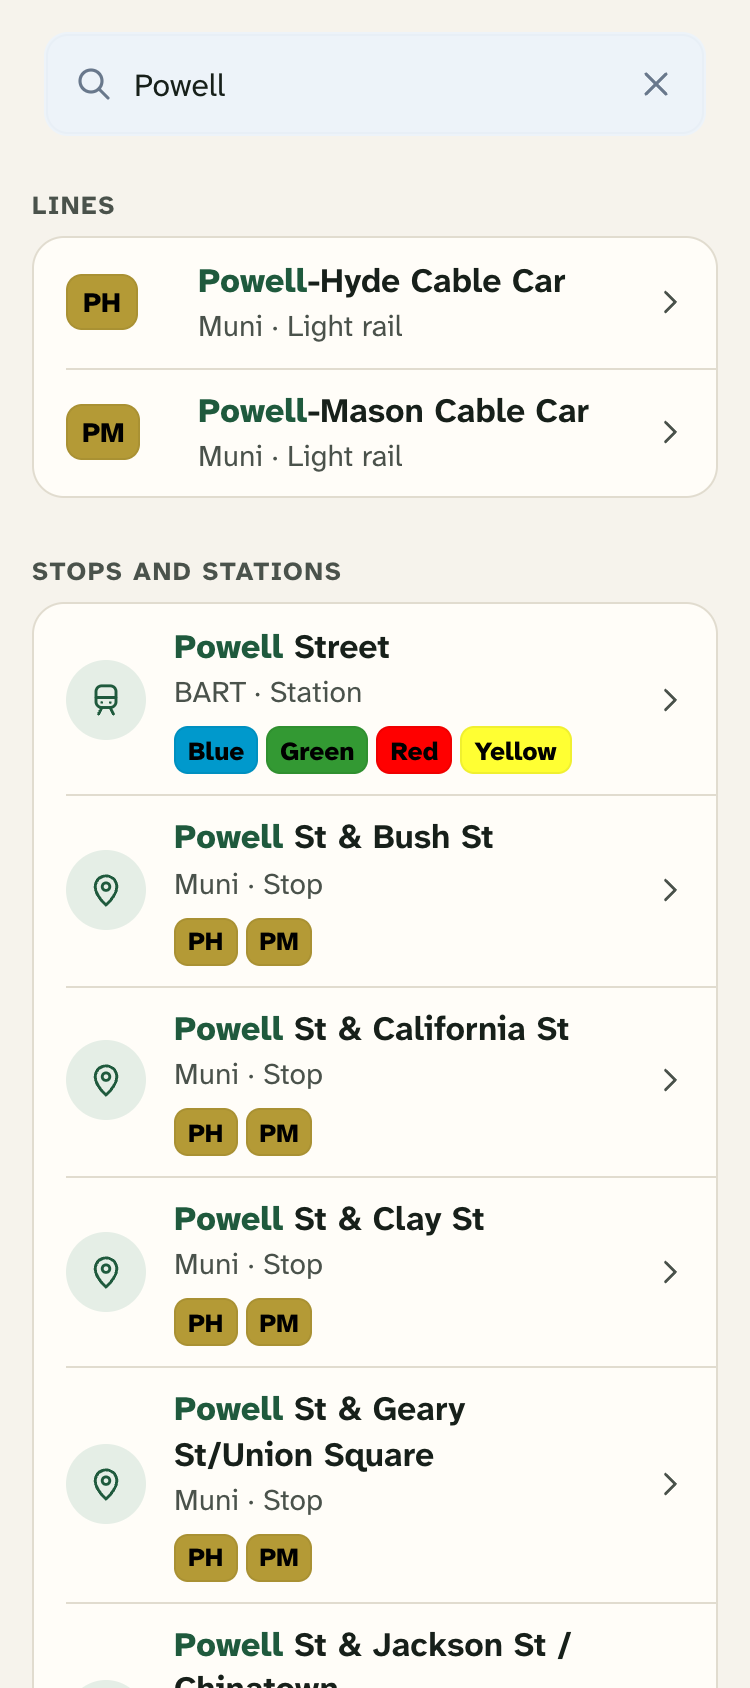 Powell
LINES
PH
Powell-Hyde Cable Car
Muni · Light rail
PM
Powell-Mason Cable Car
Muni · Light rail
STOPS AND STATIONS
Powell Street
BART · Station
Blue Green Red Yellow
Powell St & Bush St
Muni · Stop
PH PM
Powell St & California St
Muni · Stop
PH PM
Powell St & Clay St
Muni · Stop
PH PM
Powell St & Geary
St/Union Square
Muni · Stop
PH PM
Powell St & Jackson St /
Chinatown